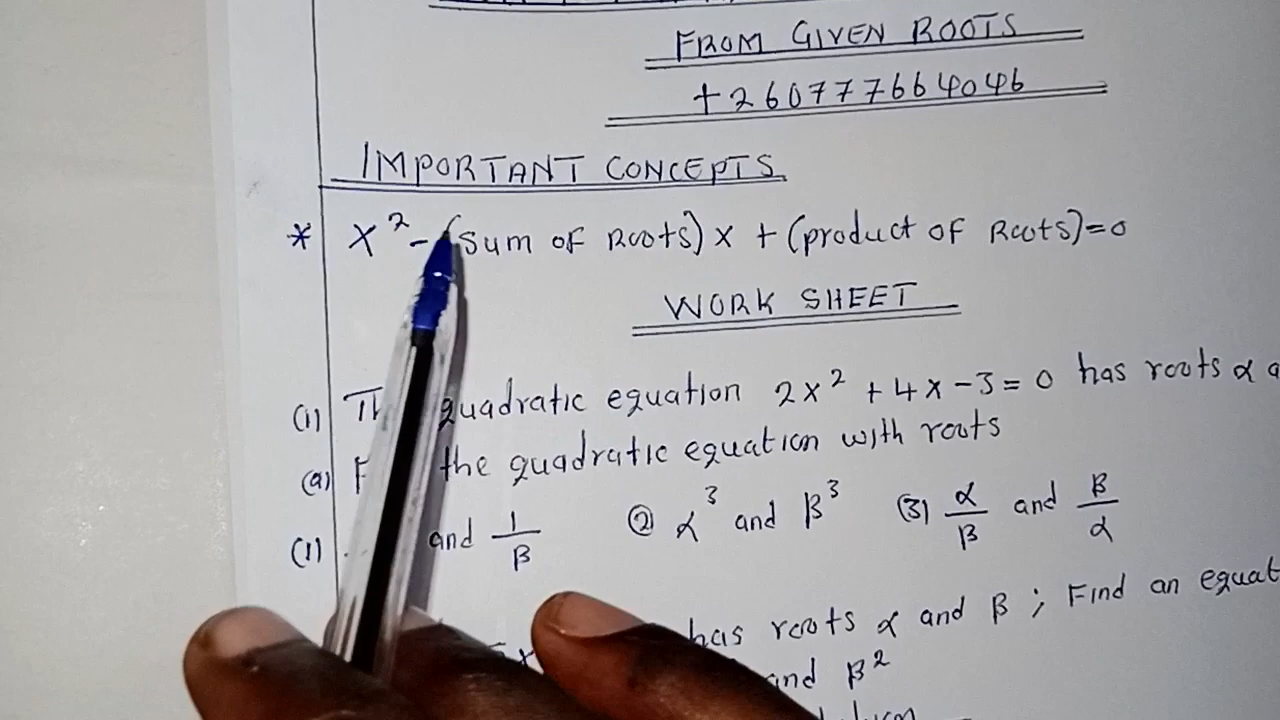 FROM GIVEN ROOTS
+260777664046
IMPORTANT CONCEPTS
* x² - (sum of Roots) x + (product of Roots) = 0
WORK SHEET
(1) quadratic equation 2x² + 4x - 3 = 0 has roots α
(a) the quadratic equation with roots
(1) and 1/β ② α³ and β³ (3) α/β and β/α
has roots α and β ; Find an
and β²